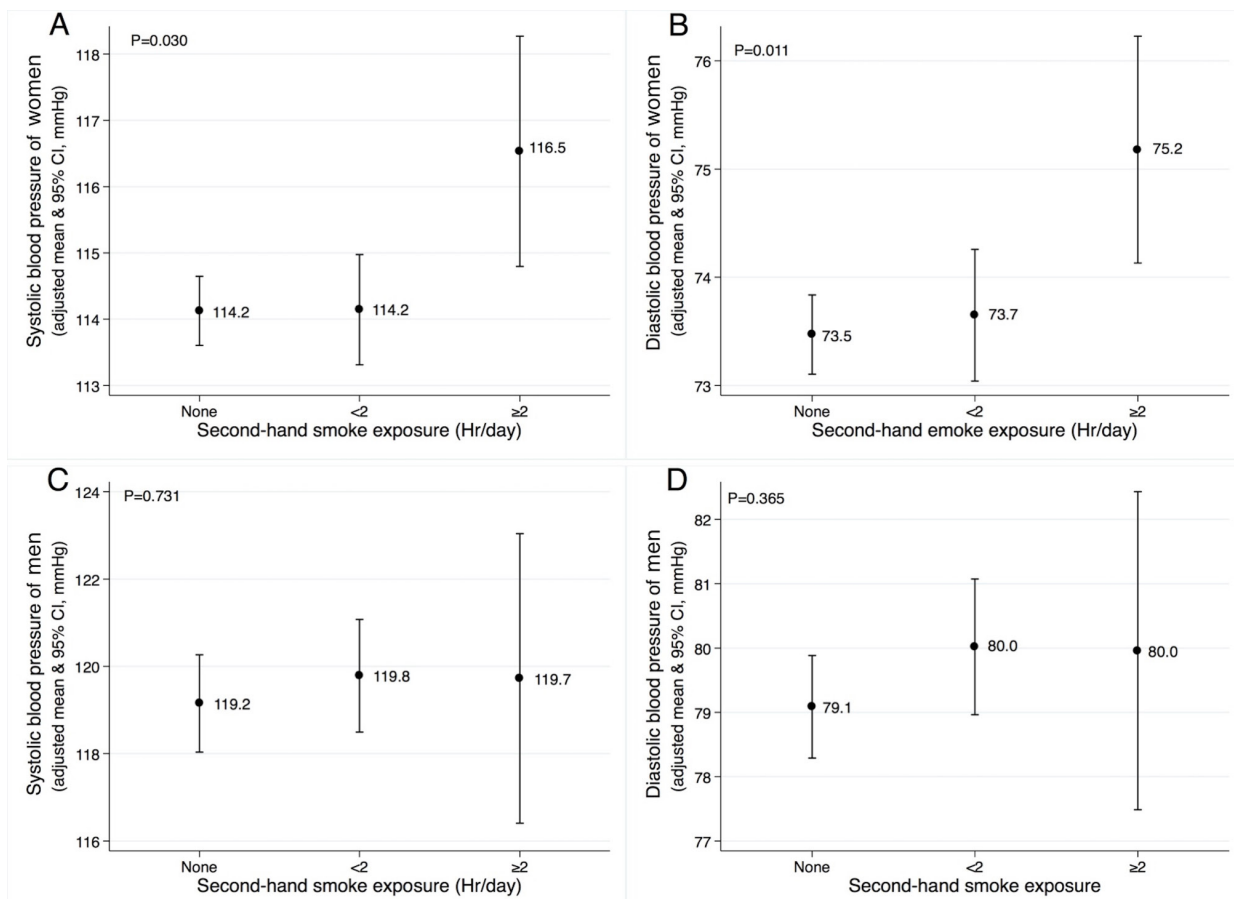 A
P=0.030
Systolic blood pressure of women
(adjusted mean & 95% CI, mmHg)
118
117
116
115
114
113
114.2
114.2
116.5
None
<2
≥2
Second-hand smoke exposure (Hr/day)
B
P=0.011
Diastolic blood pressure of women
(adjusted mean & 95% CI, mmHg)
76
75
74
73
73.5
73.7
75.2
None
<2
≥2
Second-hand emoke exposure (Hr/day)
C
P=0.731
Systolic blood pressure of men
(adjusted mean & 95% CI, mmHg)
124
122
120
118
116
119.2
119.8
119.7
None
<2
≥2
Second-hand smoke exposure (Hr/day)
D
P=0.365
Diastolic blood pressure of men
(adjusted mean & 95% CI, mmHg)
82
81
80
79
78
77
79.1
80.0
80.0
None
<2
≥2
Second-hand smoke exposure